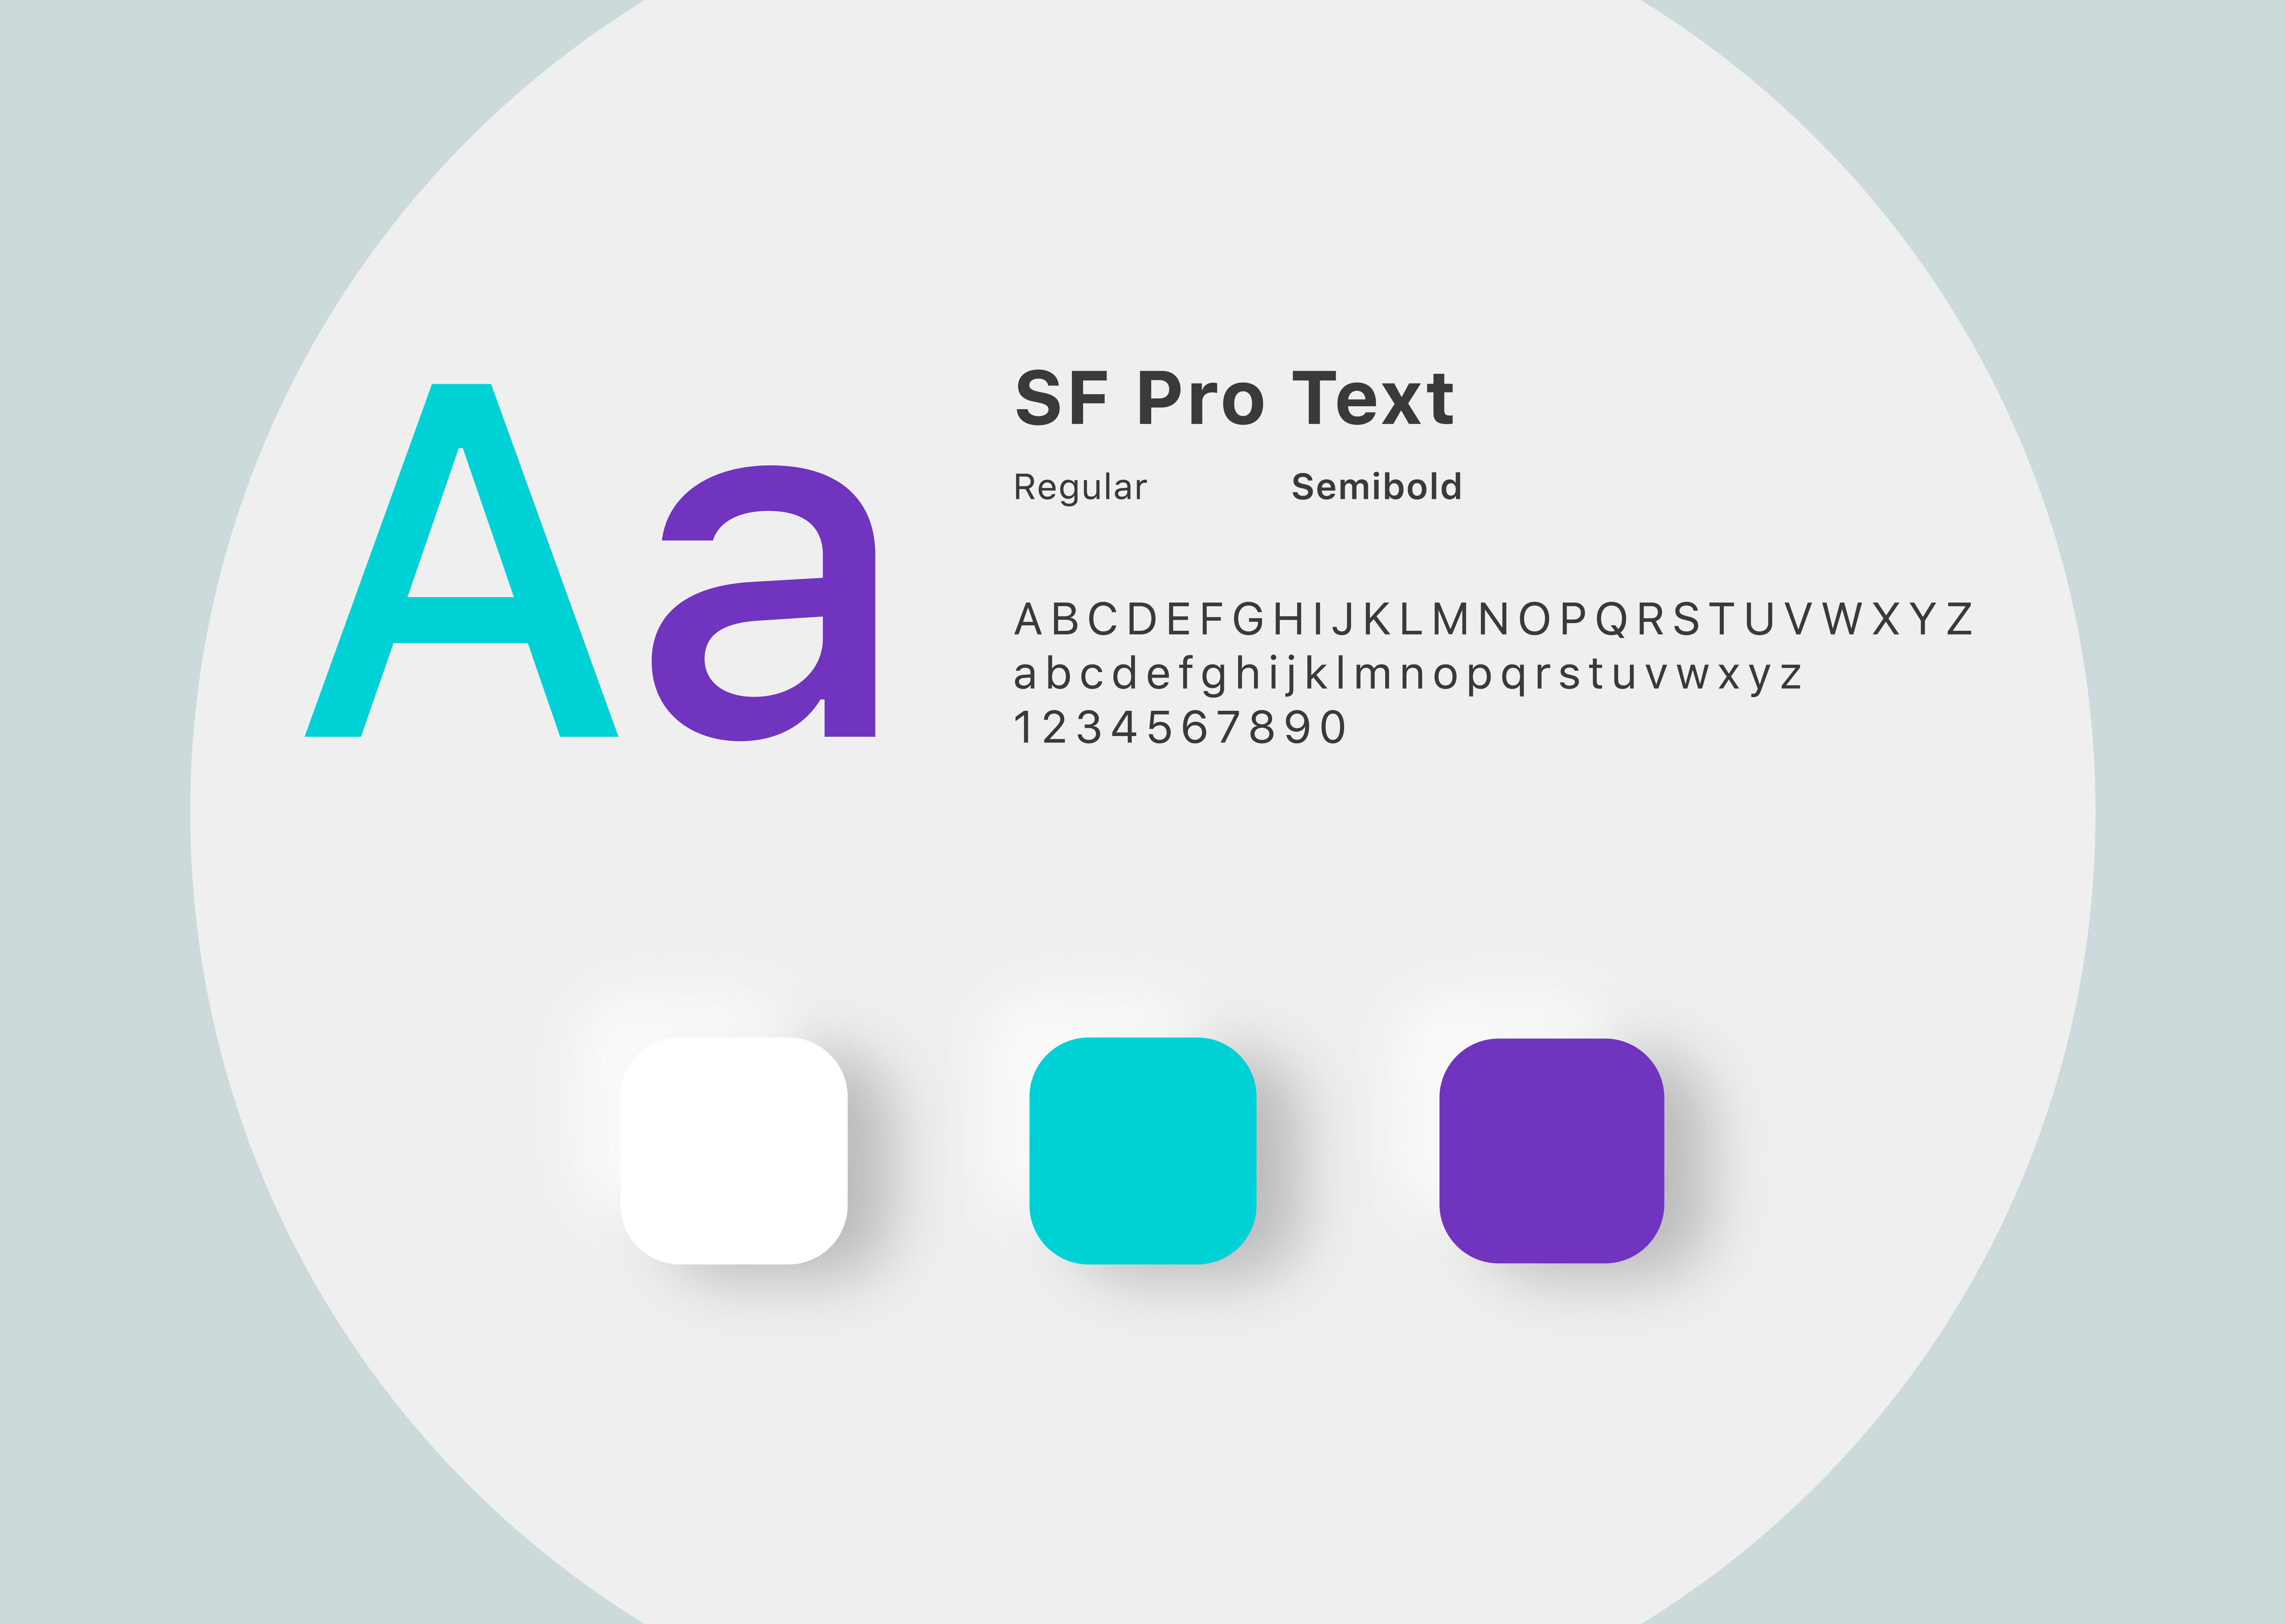 Aa
SF Pro Text
Regular Semibold
A B C D E F G H I J K L M N O P Q R S T U V W X Y Z
a b c d e f g h i j k l m n o p q r s t u v w x y z
1 2 3 4 5 6 7 8 9 0